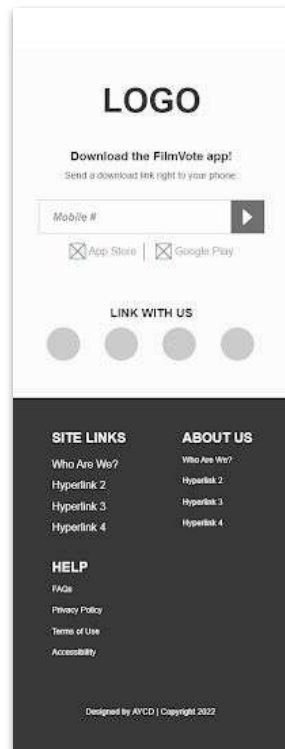 LOGO
Download the FilmVote app!
Send a download link right to your phone.
Mobile #
App Store | Google Play
LINK WITH US
SITE LINKS
Who Are We?
Hyperlink 2
Hyperlink 3
Hyperlink 4
ABOUT US
Who Are We?
Hyperlink 2
Hyperlink 3
Hyperlink 4
HELP
FAQs
Privacy Policy
Terms of Use
Accessibility
Designed by AYCD | Copyright 2022